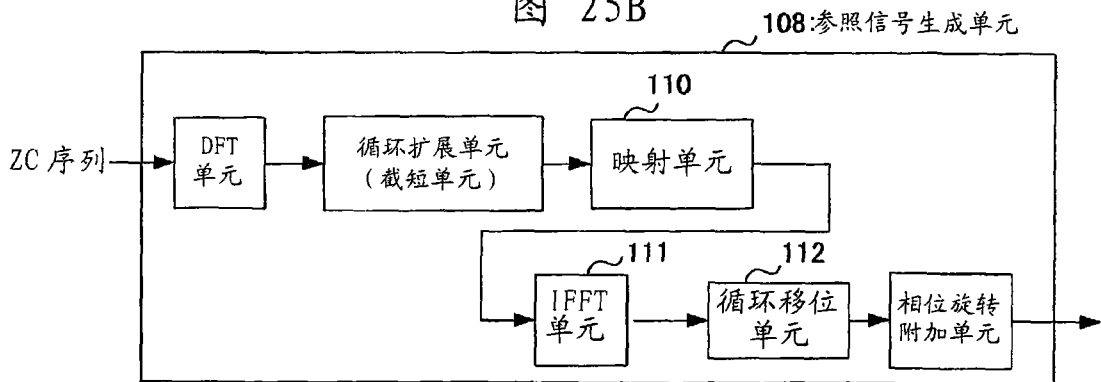 图 25B
108:参照信号生成单元
110
ZC 序列
DFT
单元
循环扩展单元
(截短单元)
映射单元
111
112
IFFT
单元
循环移位
单元
相位旋转
附加单元